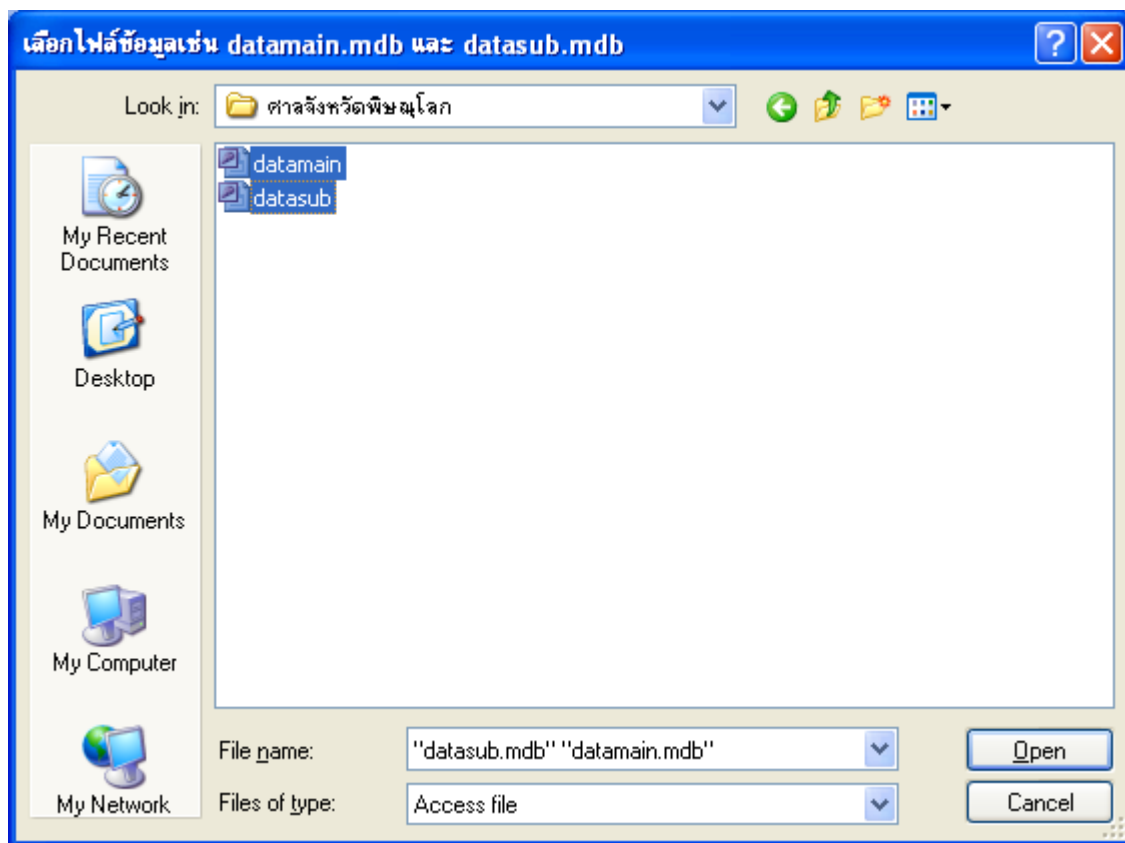 เลือกไฟล์ข้อมูลเช่น datamain.mdb และ datasub.mdb
Look in:
ศาลจังหวัดพิษณุโลก
datamain
datasub
My Recent
Documents
Desktop
My Documents
My Computer
My Network
File name:
"datasub.mdb" "datamain.mdb"
Open
Files of type:
Access file
Cancel